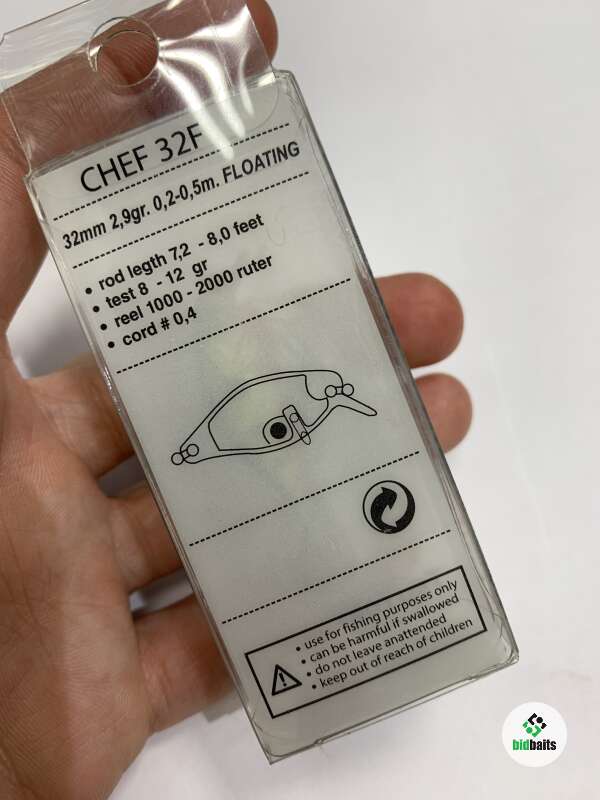 CHEF 32F
32mm 2,9gr. 0,2-0,5m. FLOATING
• rod legth 7,2 - 8,0 feet
• test 8 - 12 gr
• reel 1000 - 2000 ruter
• cord # 0,4
• use for fishing purposes only
• can be harmful if swallowed
• do not leave anattended
• keep out of reach of children
bidbaits